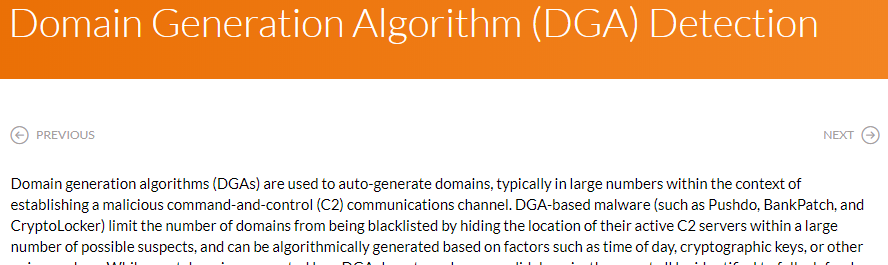 Domain Generation Algorithm (DGA) Detection
PREVIOUS
NEXT
Domain generation algorithms (DGAs) are used to auto-generate domains, typically in large numbers within the context of
establishing a malicious command-and-control (C2) communications channel. DGA-based malware (such as Pushdo, BankPatch, and
CryptoLocker) limit the number of domains from being blacklisted by hiding the location of their active C2 servers within a large
number of possible suspects, and can be algorithmically generated based on factors such as time of day, cryptographic keys, or other